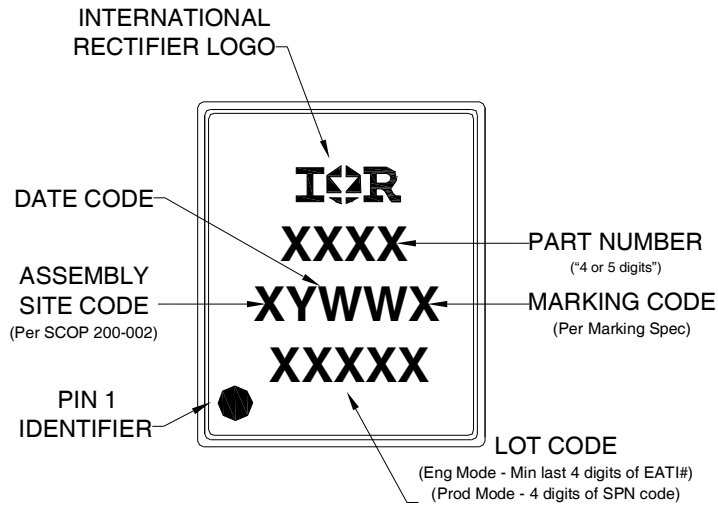 INTERNATIONAL
RECTIFIER LOGO
IOR
DATE CODE
XXXX
PART NUMBER
(“4 or 5 digits”)
ASSEMBLY
SITE CODE
(Per SCOP 200-002)
XYWWX
MARKING CODE
(Per Marking Spec)
XXXXX
PIN 1
IDENTIFIER
LOT CODE
(Eng Mode - Min last 4 digits of EATI#)
(Prod Mode - 4 digits of SPN code)